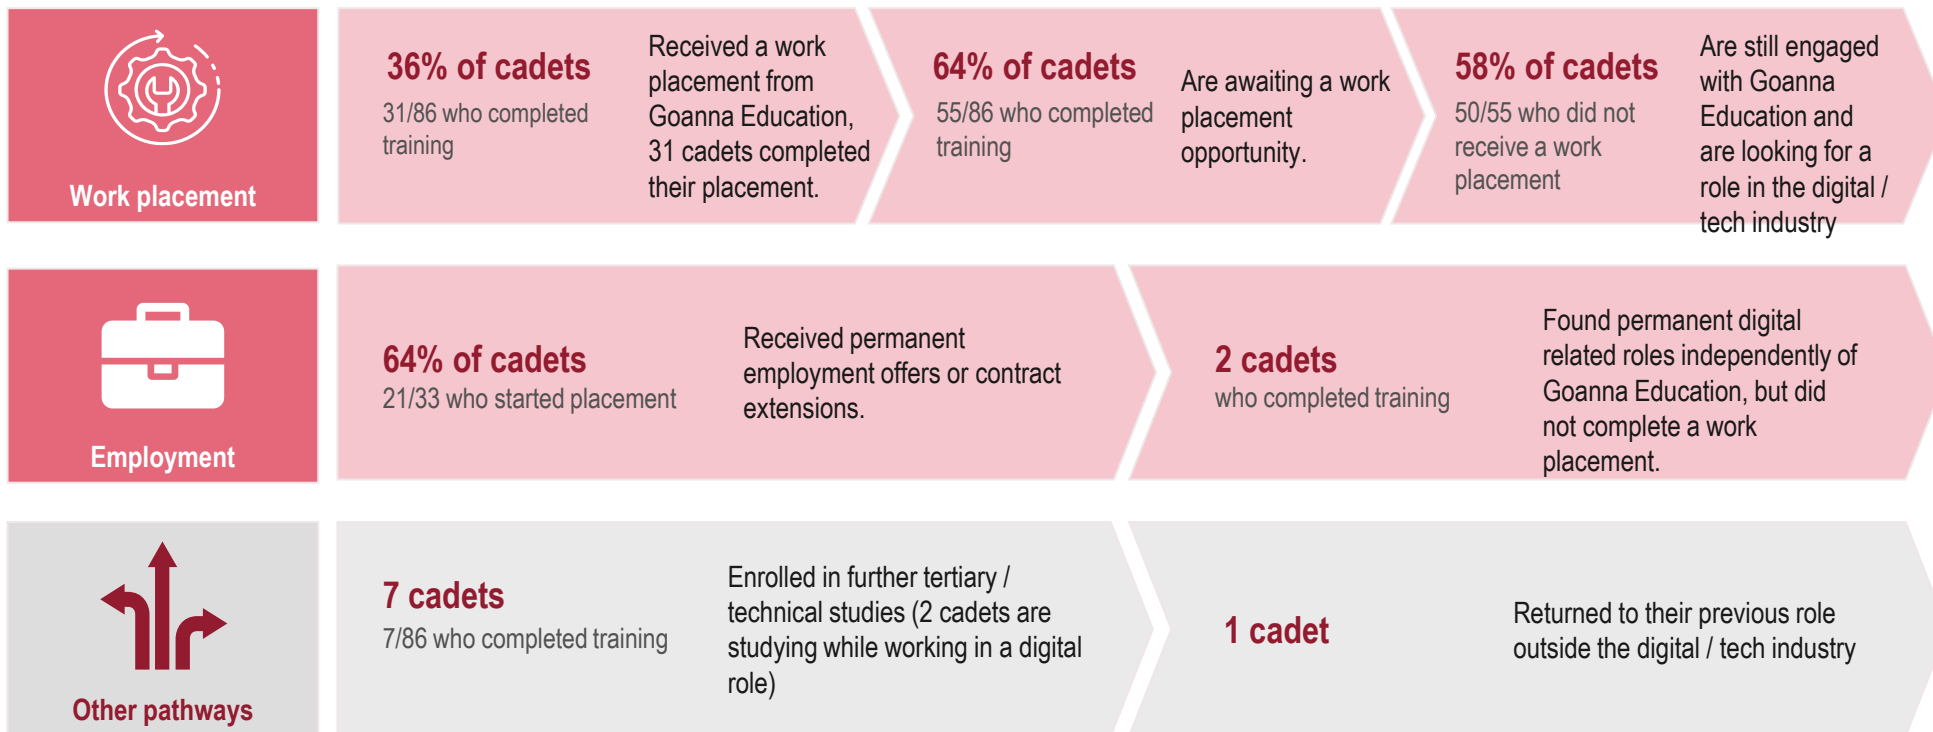 Work placement
36% of cadets
31/86 who completed
training
Received a work
placement from
Goanna Education,
31 cadets completed
their placement.
64% of cadets
55/86 who completed
training
Are awaiting a work
placement
opportunity.
58% of cadets
50/55 who did not
receive a work
placement
Are still engaged
with Goanna
Education and
are looking for a
role in the digital /
tech industry
Employment
64% of cadets
21/33 who started placement
Received permanent
employment offers or contract
extensions.
2 cadets
who completed training
Found permanent digital
related roles independently of
Goanna Education, but did
not complete a work
placement.
Other pathways
7 cadets
7/86 who completed training
Enrolled in further tertiary /
technical studies (2 cadets are
studying while working in a digital
role)
1 cadet
Returned to their previous role
outside the digital / tech industry